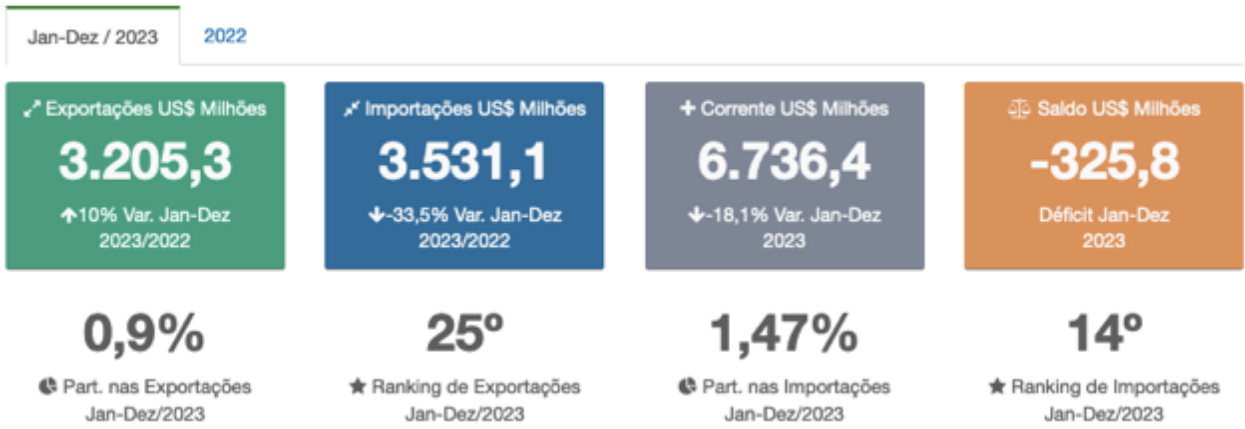 Jan-Dez / 2023
2022
Exportações US$ Milhões
3.205,3
10% Var. Jan-Dez
2023/2022
Importações US$ Milhões
3.531,1
-33,5% Var. Jan-Dez
2023/2022
+ Corrente US$ Milhões
6.736,4
-18,1% Var. Jan-Dez
2023
Saldo US$ Milhões
-325,8
Déficit Jan-Dez
2023
0,9%
Part. nas Exportações
Jan-Dez/2023
25º
Ranking de Exportações
Jan-Dez/2023
1,47%
Part. nas Importações
Jan-Dez/2023
14º
Ranking de Importações
Jan-Dez/2023